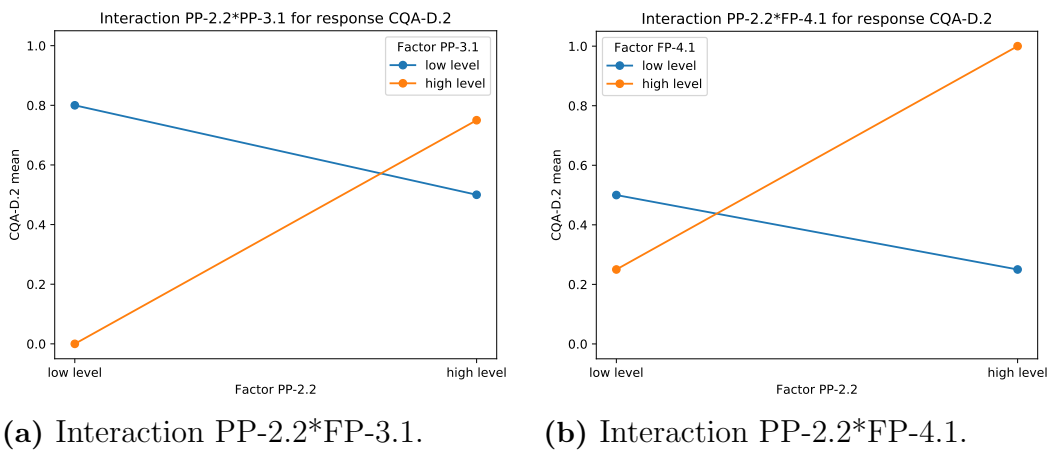 Interaction PP-2.2*PP-3.1 for response CQA-D.2
Factor PP-3.1
low level
high level
1.0
0.8
0.6
0.4
0.2
0.0
CQA-D.2 mean
low level
high level
Factor PP-2.2
(a) Interaction PP-2.2*FP-3.1.
Interaction PP-2.2*FP-4.1 for response CQA-D.2
Factor FP-4.1
low level
high level
1.0
0.8
0.6
0.4
0.2
0.0
CQA-D.2 mean
low level
high level
Factor PP-2.2
(b) Interaction PP-2.2*FP-4.1.